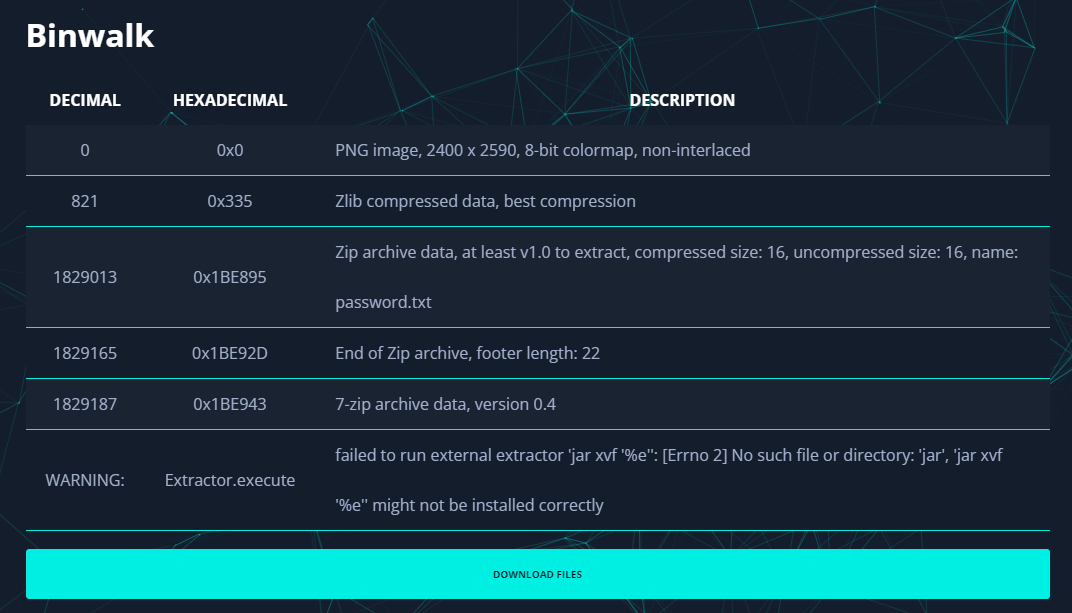 Binwalk
DECIMAL HEXADECIMAL DESCRIPTION
0 0x0 PNG image, 2400 x 2590, 8-bit colormap, non-interlaced
821 0x335 Zlib compressed data, best compression
1829013 0x1BE895 Zip archive data, at least v1.0 to extract, compressed size: 16, uncompressed size: 16, name:
password.txt
1829165 0x1BE92D End of Zip archive, footer length: 22
1829187 0x1BE943 7-zip archive data, version 0.4
WARNING: Extractor.execute failed to run external extractor 'jar xvf '%e'': [Errno 2] No such file or directory: 'jar', 'jar xvf
'%e'' might not be installed correctly
DOWNLOAD FILES